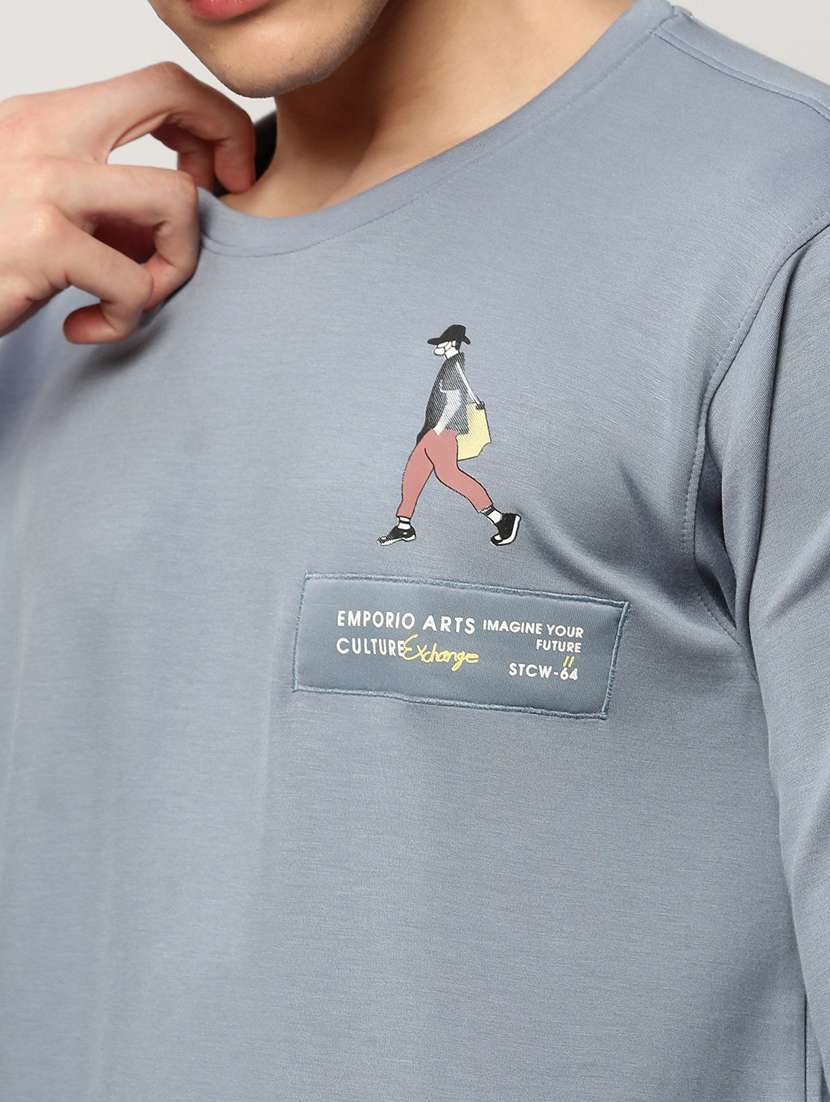 EMPORIO ARTS IMAGINE YOUR
FUTURE
CULTURE Exchange
STCW-64